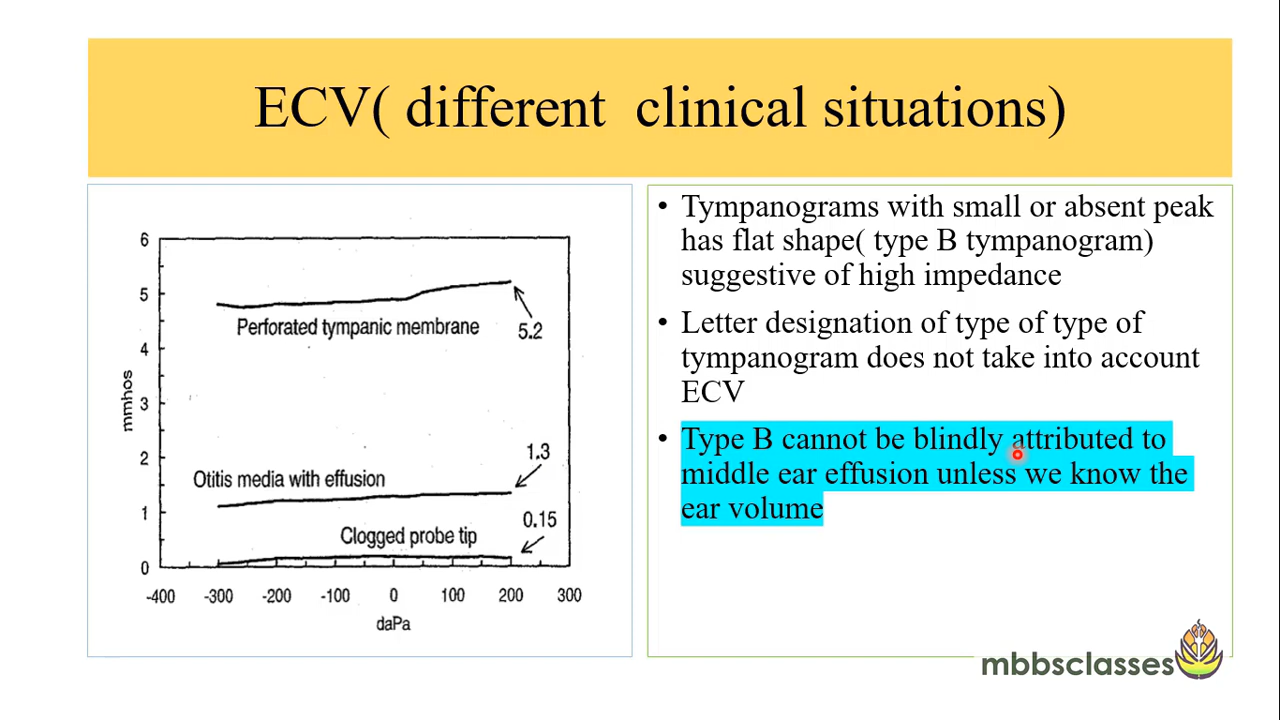 ECV( different clinical situations)
6
5
4
3
2
1
0
mmhos
Perforated tympanic membrane
5.2
1.3
Otitis media with effusion
0.15
Clogged probe tip
-400 -300 -200 -100 0 100 200 300
daPa
• Tympanograms with small or absent peak
has flat shape( type B tympanogram)
suggestive of high impedance
• Letter designation of type of type of
tympanogram does not take into account
ECV
• Type B cannot be blindly attributed to
middle ear effusion unless we know the
ear volume
mbbsclasses